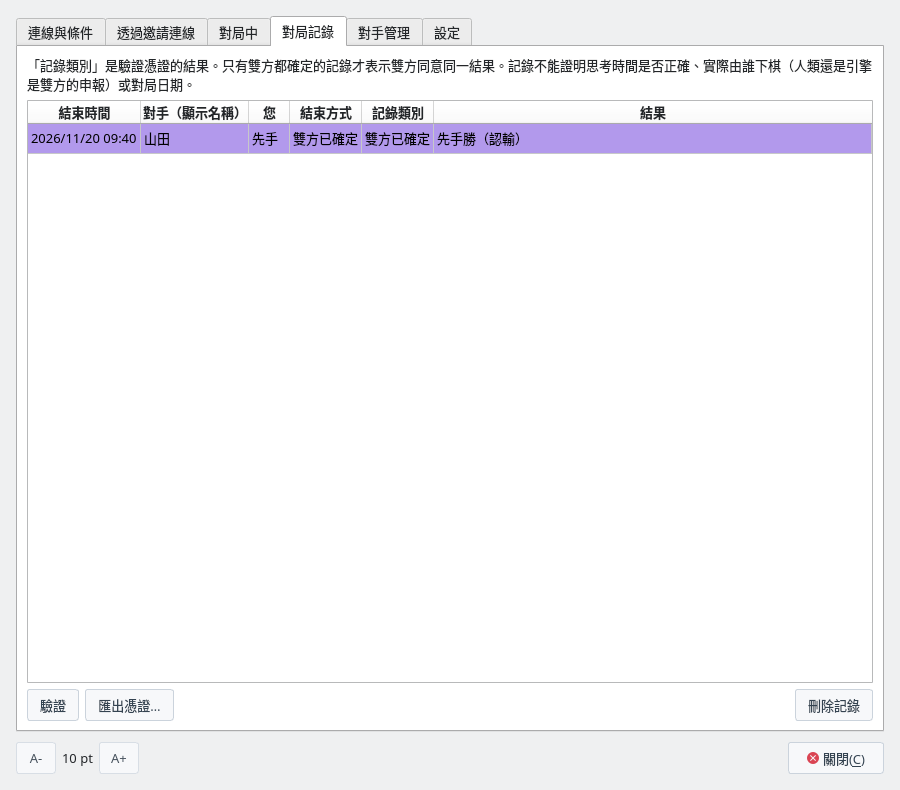 連線與條件 透過邀請連線 對局中 對局記錄 對手管理 設定
「記錄類別」是驗證憑證的結果。只有雙方都確定的記錄才表示雙方同意同一結果。記錄不能證明思考時間是否正確、實際由誰下棋（人類還是引擎
是雙方的申報）或對局日期。
結束時間 對手（顯示名稱） 您 結束方式 記錄類別 結果
2026/11/20 09:40 山田 先手 雙方已確定 雙方已確定 先手勝（認輸）
驗證 匯出憑證... 刪除記錄
A- 10 pt A+ 關閉(C)